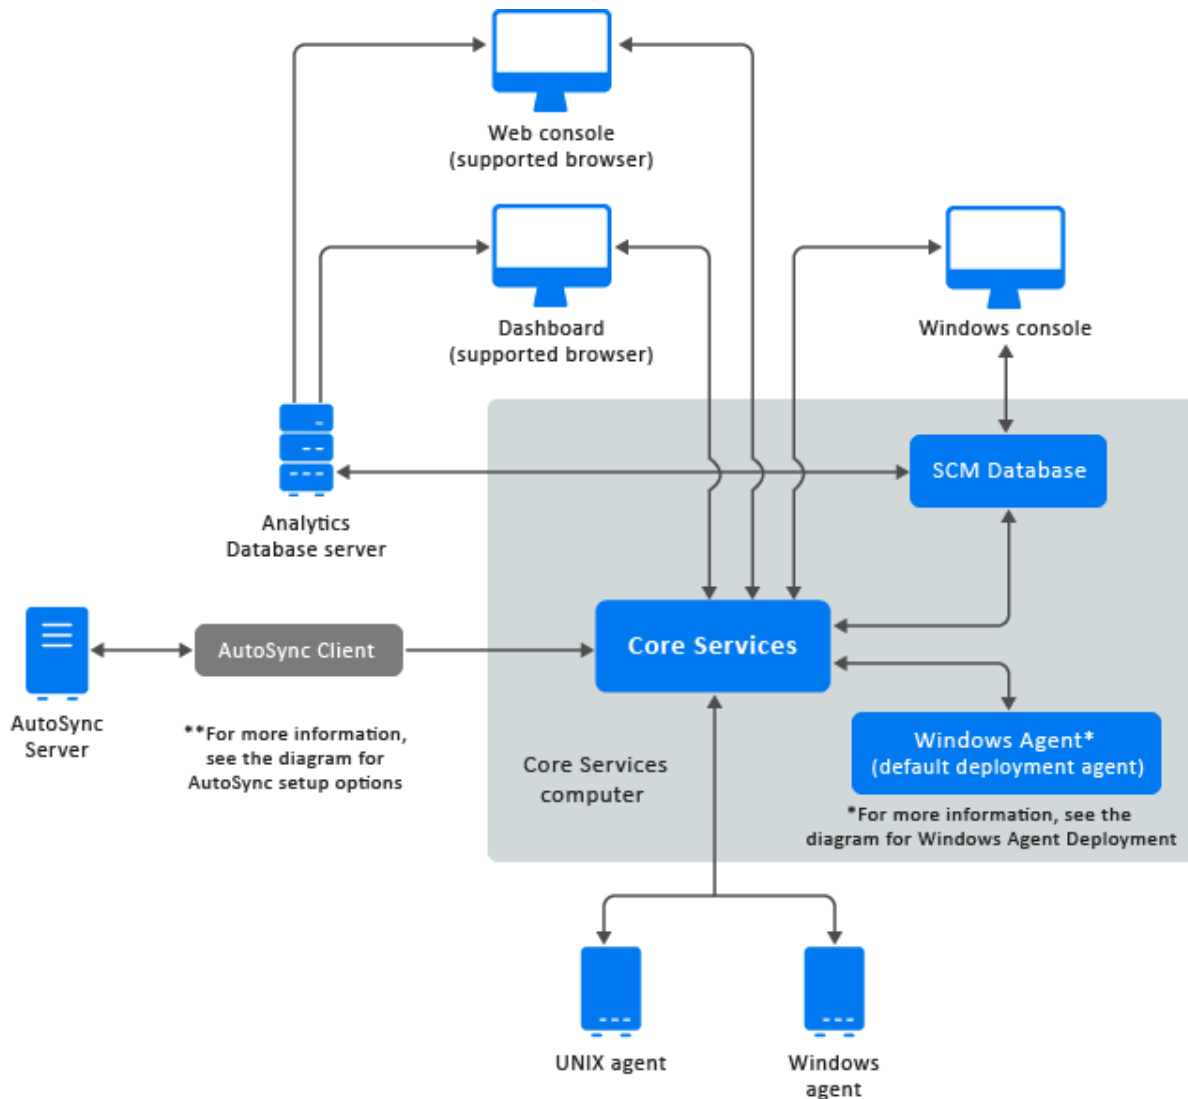 Web console
(supported browser)
Dashboard
(supported browser)
Windows console
SCM Database
Analytics
Database server
Core Services
AutoSync Client
AutoSync
Server
**For more information,
see the diagram for
AutoSync setup options
Windows Agent*
(default deployment agent)
Core Services
computer
*For more information, see the
diagram for Windows Agent Deployment
UNIX agent
Windows
agent